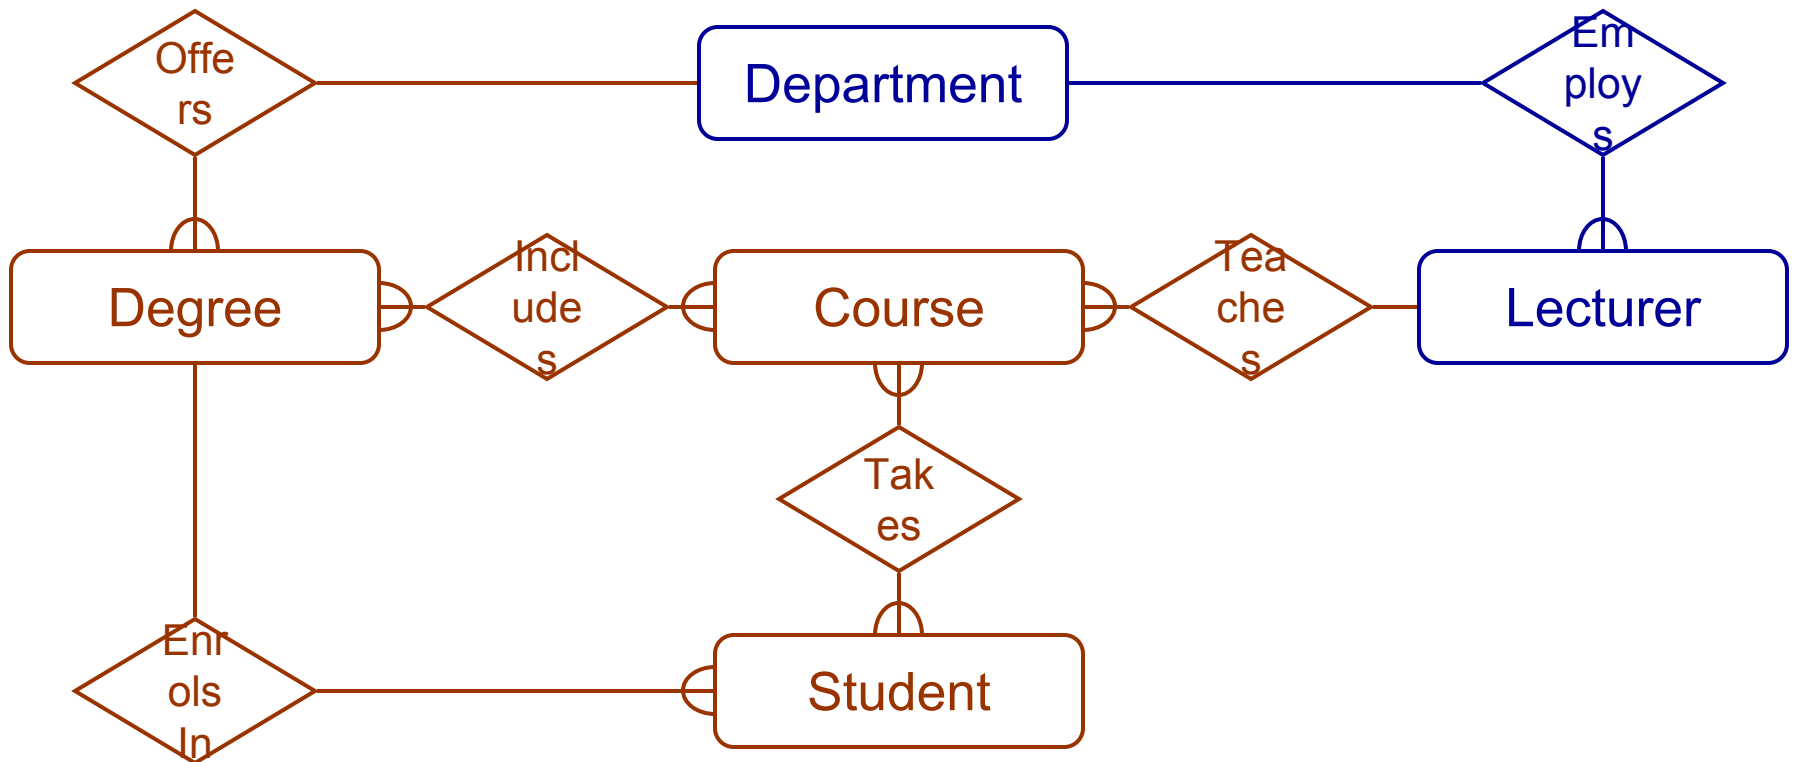 Offe
rs
Department
Em
ploy
s
Degree
Incl
ude
s
Course
Tea
che
s
Lecturer
Tak
es
Enr
ols
In
Student